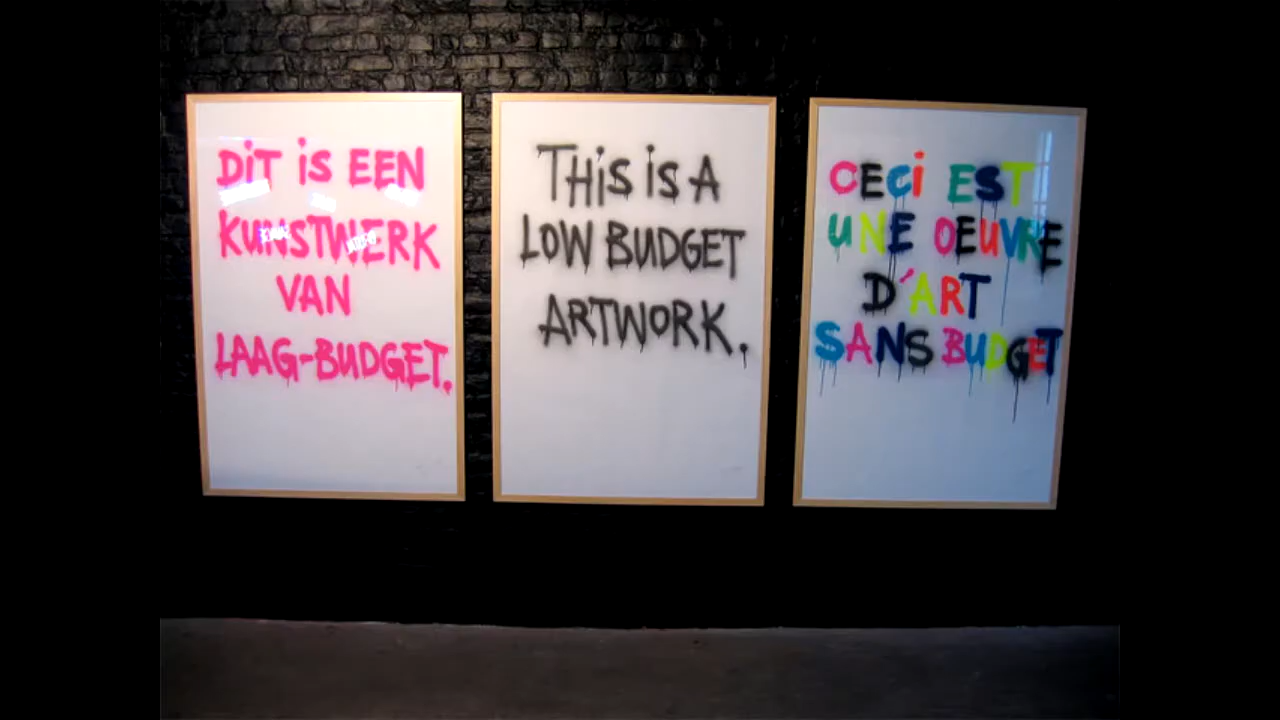 DiT iS EEN
KUNSTWERK
VAN
LAAG-BUDGET.
THiS iS A
LOW BUDGET
ARTWORK.
CECi EST
UNE OEUVRE
D'ART
SANS BUDGET